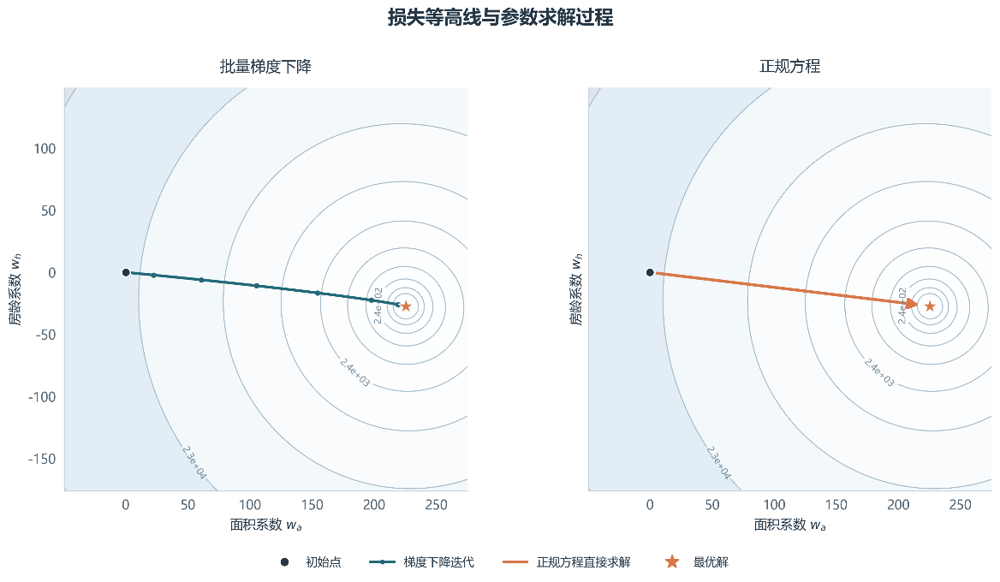 损失等高线与参数求解过程
批量梯度下降
正规方程
100
50
0
-50
-100
-150
房龄系数 wₕ
2.4e+02
2.4e+03
2.3e+04
0 50 100 150 200 250
面积系数 wₐ
房龄系数 wₕ
2.4e+02
2.4e+03
2.3e+04
0 50 100 150 200 250
面积系数 wₐ
初始点 梯度下降迭代 正规方程直接求解 最优解